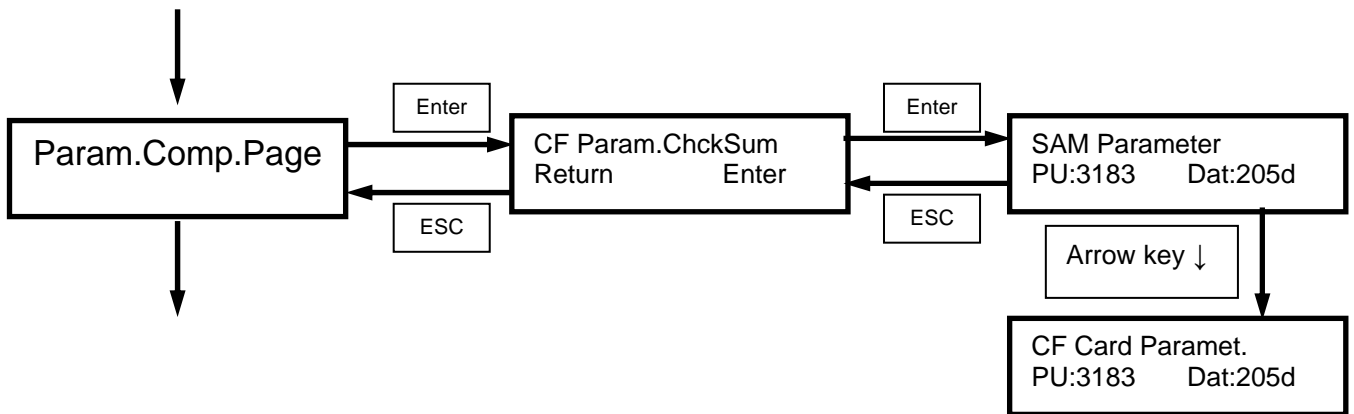 Enter
Enter
Param.Comp.Page
CF Param.ChckSum
Return Enter
SAM Parameter
PU:3183 Dat:205d
ESC
ESC
Arrow key ↓
CF Card Paramet.
PU:3183 Dat:205d